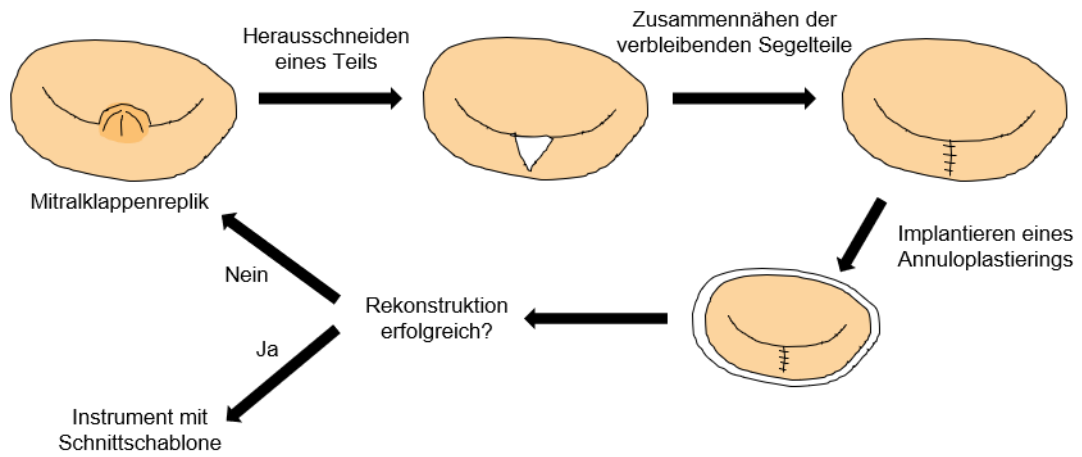 Herausschneiden
eines Teils
Zusammennähen der
verbleibenden Segelteile
Mitralklappenreplik
Implantieren eines
Annuloplastierings
Nein
Rekonstruktion
erfolgreich?
Ja
Instrument mit
Schnittschablone